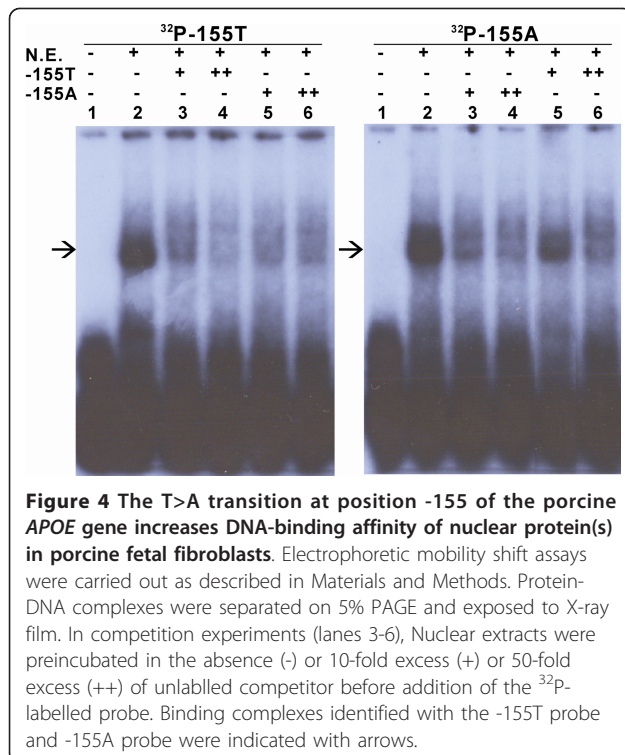 ³²P-155T ³²P-155A
N.E. - + + + + + - + + + + +
-155T - - + ++ - - - - - - + ++
-155A - - - - + ++ - - + ++ - -
1 2 3 4 5 6 1 2 3 4 5 6
→ →
Figure 4 The T>A transition at position -155 of the porcine
APOE gene increases DNA-binding affinity of nuclear protein(s)
in porcine fetal fibroblasts. Electrophoretic mobility shift assays
were carried out as described in Materials and Methods. Protein-
DNA complexes were separated on 5% PAGE and exposed to X-ray
film. In competition experiments (lanes 3-6), Nuclear extracts were
preincubated in the absence (-) or 10-fold excess (+) or 50-fold
excess (++) of unlablled competitor before addition of the ³²P-
labelled probe. Binding complexes identified with the -155T probe
and -155A probe were indicated with arrows.